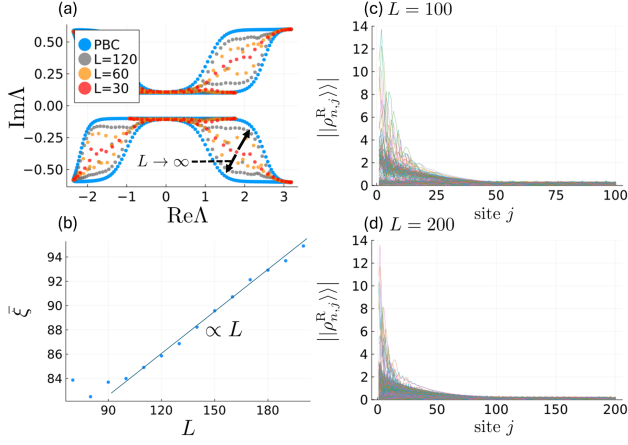 (a)
ImΛ
0.50
0.25
0.00
−0.25
−0.50
PBC
L=120
L=60
L=30
L → ∞
−2 −1 0 1 2 3
ReΛ
(b)
ξ̄
94
92
90
88
86
84
∝ L
90 120 150 180
L
(c) L = 100
||ρ^R_{n,j}⟩⟩|
14
12
10
8
6
4
2
0
0 25 50 75 100
site j
(d) L = 200
||ρ^R_{n,j}⟩⟩|
14
12
10
8
6
4
2
0
0 50 100 150 200
site j